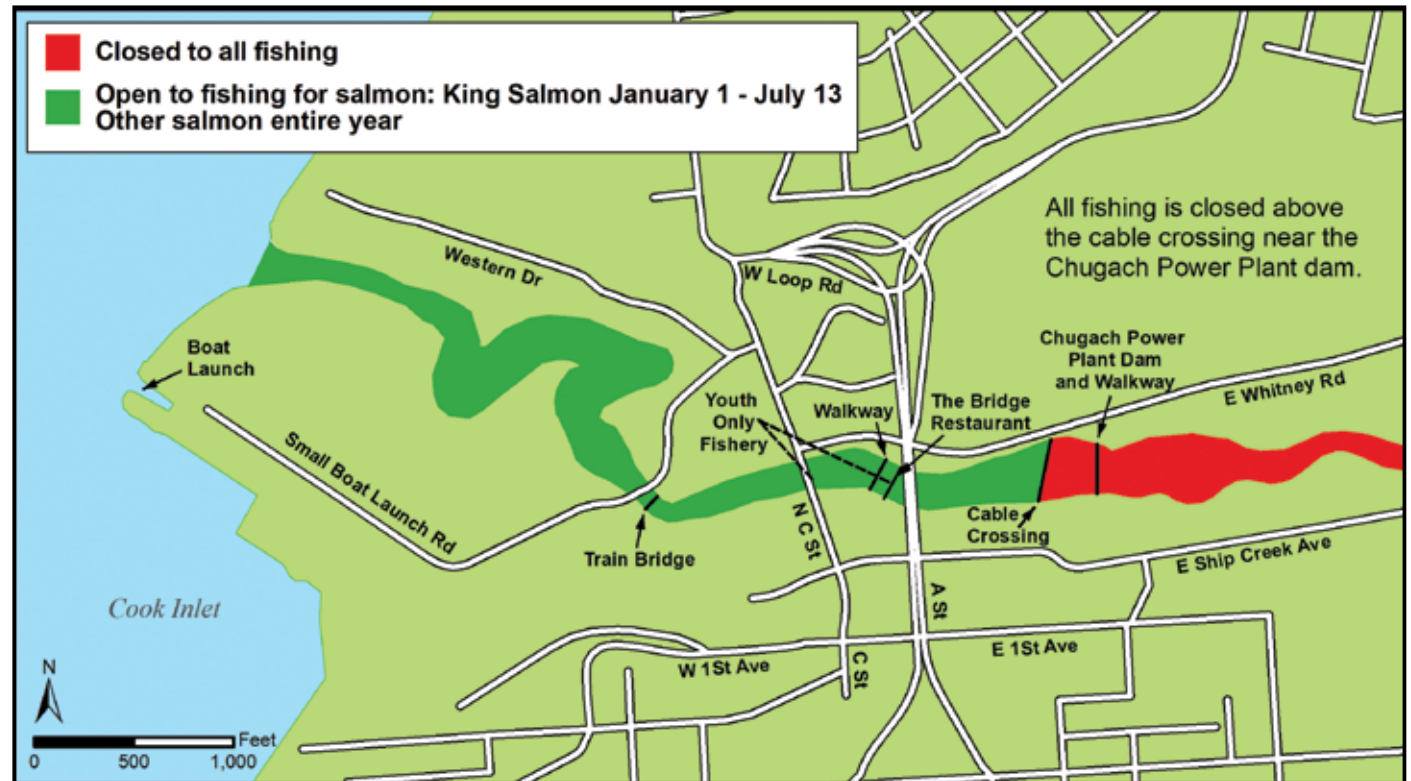 Closed to all fishing
Open to fishing for salmon: King Salmon January 1 - July 13
Other salmon entire year
All fishing is closed above
the cable crossing near the
Chugach Power Plant dam.
Western Dr
W Loop Rd
Boat
Launch
Chugach Power
Plant Dam
and Walkway
E Whitney Rd
Youth
Only
Fishery
Walkway
The Bridge
Restaurant
Small Boat Launch Rd
Cable
Crossing
N C St
Train Bridge
E Ship Creek Ave
Cook Inlet
A St
E 1St Ave
W 1St Ave
C St
N
Feet
0
500
1,000